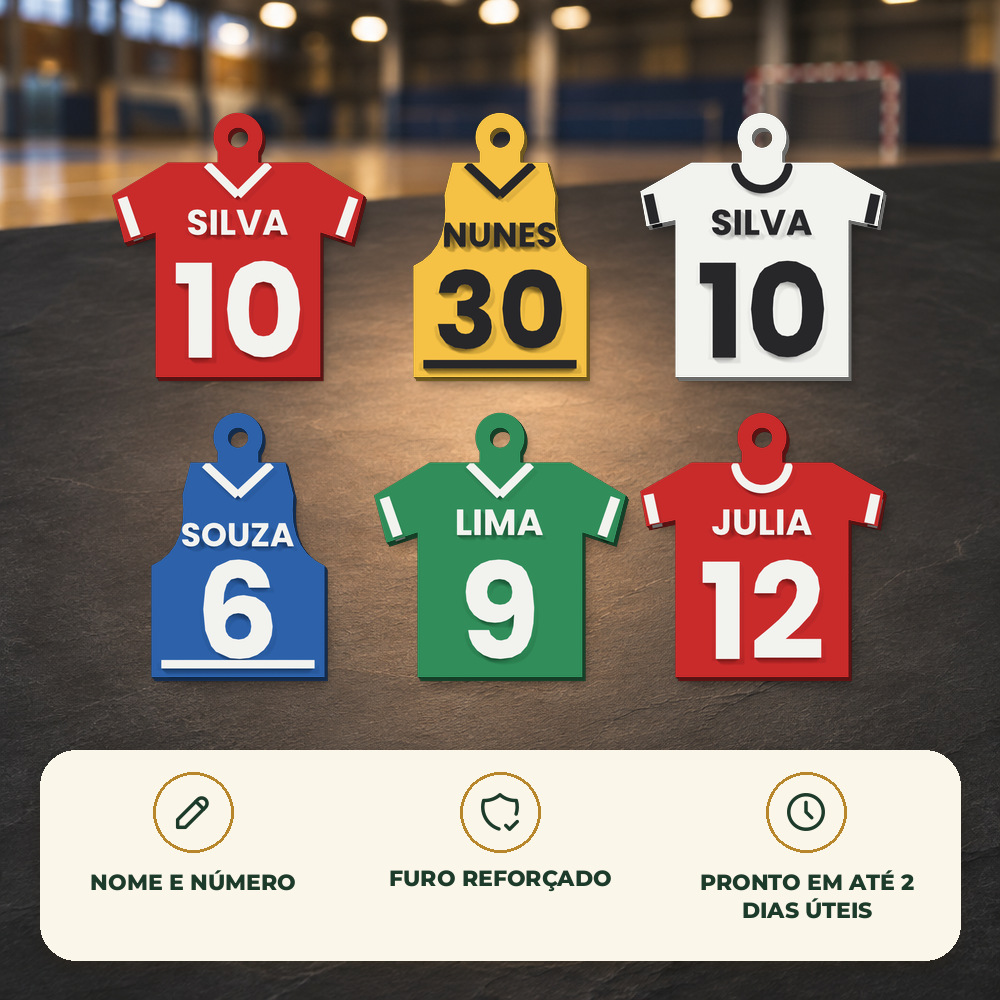 SILVA
10
NUNES
30
SILVA
10
SOUZA
6
LIMA
9
JULIA
12
NOME E NÚMERO
FURO REFORÇADO
PRONTO EM ATÉ 2
DIAS ÚTEIS